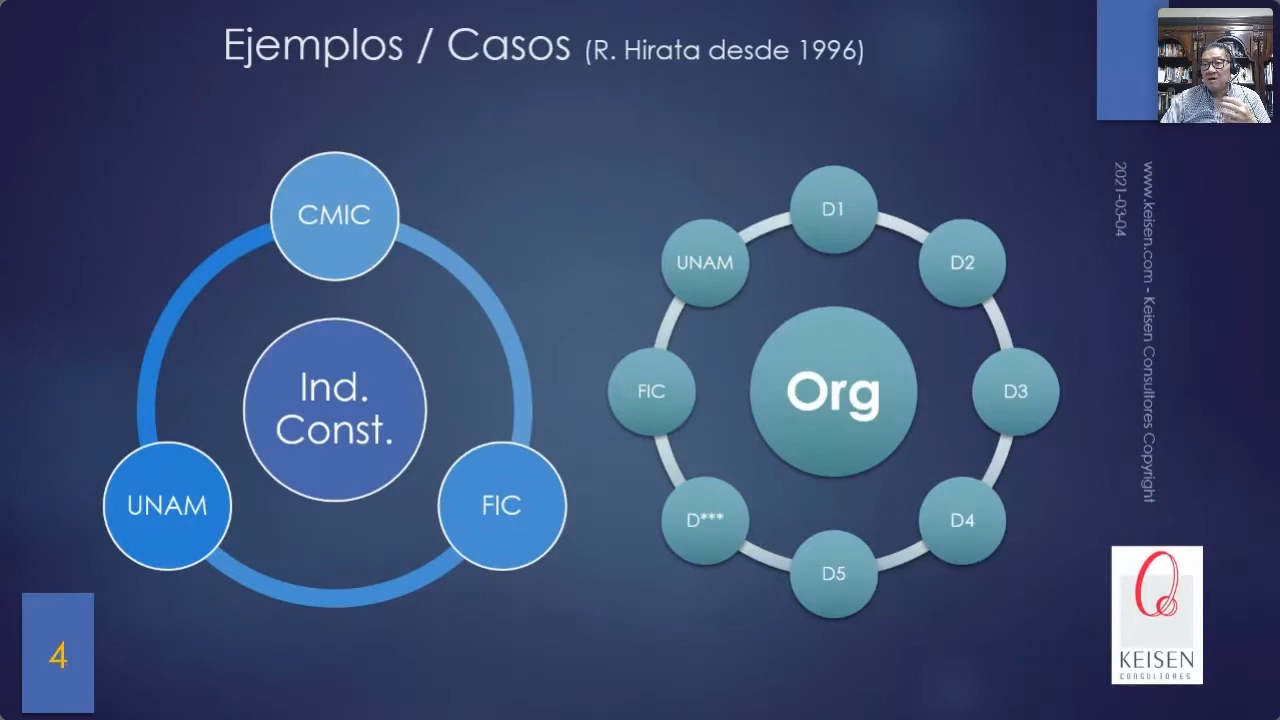 Ejemplos / Casos (R. Hirata desde 1996)
CMIC
Ind.
Const.
UNAM
FIC
D1
UNAM
D2
FIC
Org
D3
D***
D4
D5
www.keisen.com - Keisen Consultores Copyright
2021-03-04
4
KEISEN
CONSULTORES